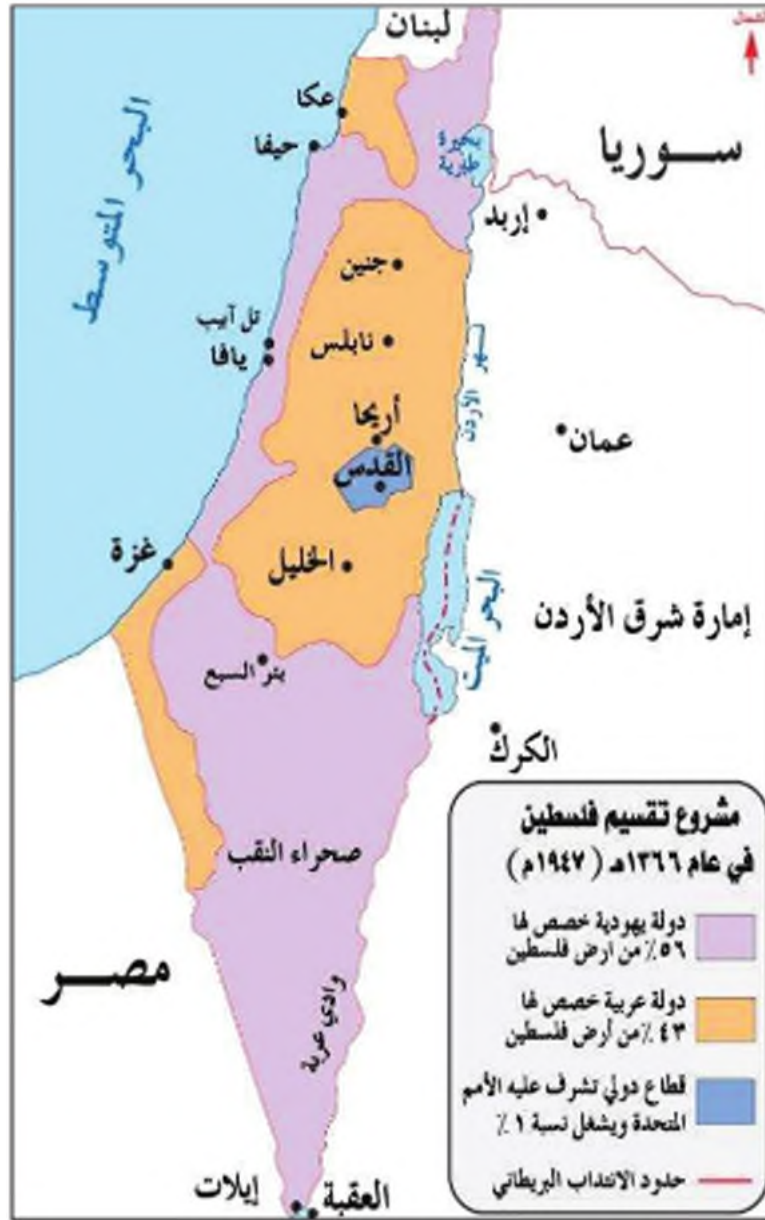 الشمال
لبنان
عكا
حيفا
البحر المتوسط
بحيرة
طبرية
سوريا
إربد
جنين
تل آبيب
يافا
نابلس
نهر الأردن
أريحا
القدس
عمان
غزة
الخليل
البحر الميت
إمارة شرق الأردن
بئر السبع
الكرك
صحراء النقب
مصر
وادي عربة
إيلات
العقبة
مشروع تقسيم فلسطين
في عام ١٣٦٦هـ (١٩٤٧م)
دولة يهودية خصص لها
٥٦٪ من ارض فلسطين
دولة عربية خصص لها
٤٣٪ من أرض فلسطين
قطاع دولي تشرف عليه الأمم
المتحدة ويشغل نسبة ١٪
حدود الانتداب البريطاني